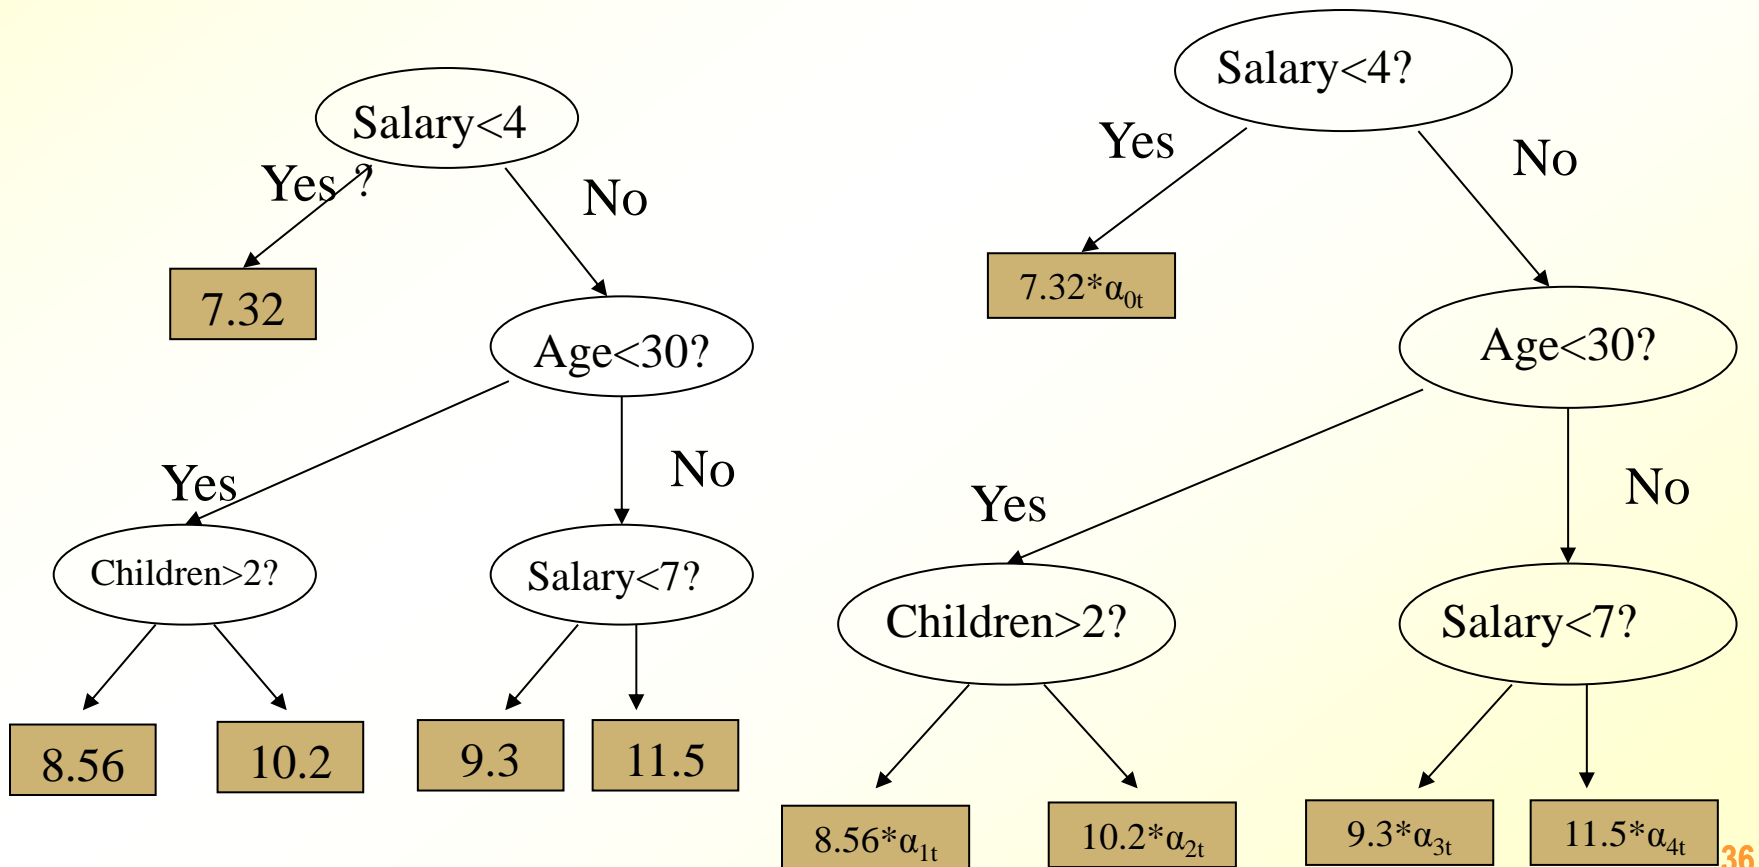 Salary<4
?
Yes
No
7.32
Age<30?
Yes
No
Children>2?
Salary<7?
8.56
10.2
9.3
11.5
Salary<4?
Yes
No
7.32*α0t
Age<30?
Yes
No
Children>2?
Salary<7?
8.56*α1t
10.2*α2t
9.3*α3t
11.5*α4t
36